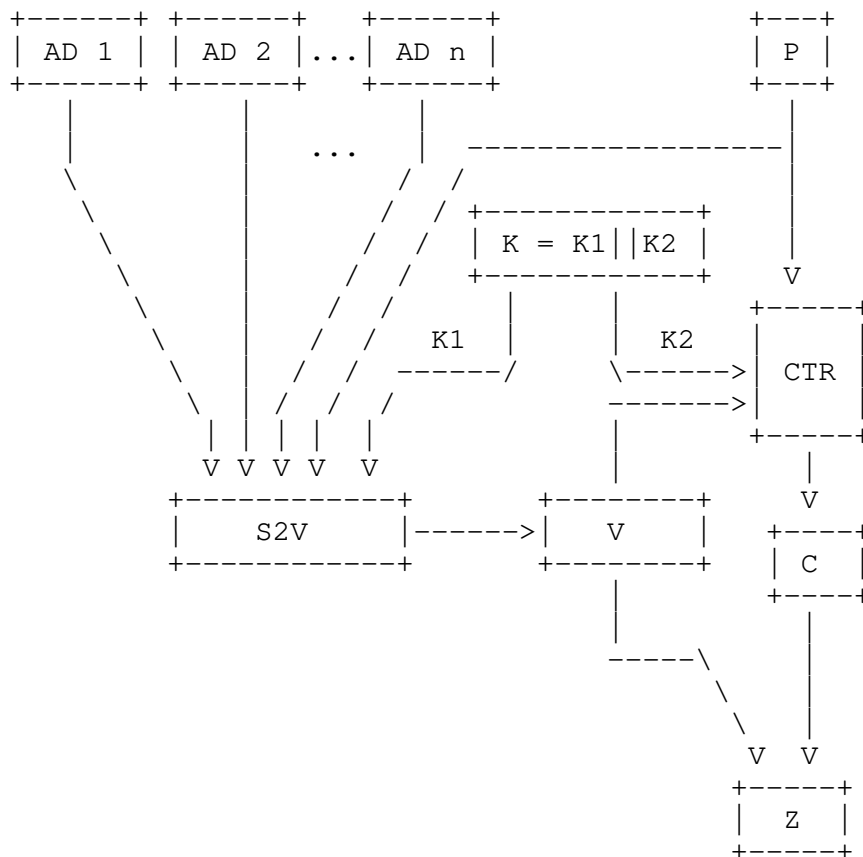 AD 1 AD 2 ... AD n P
...
K = K1||K2
K1 K2
CTR
S2V V
C
Z